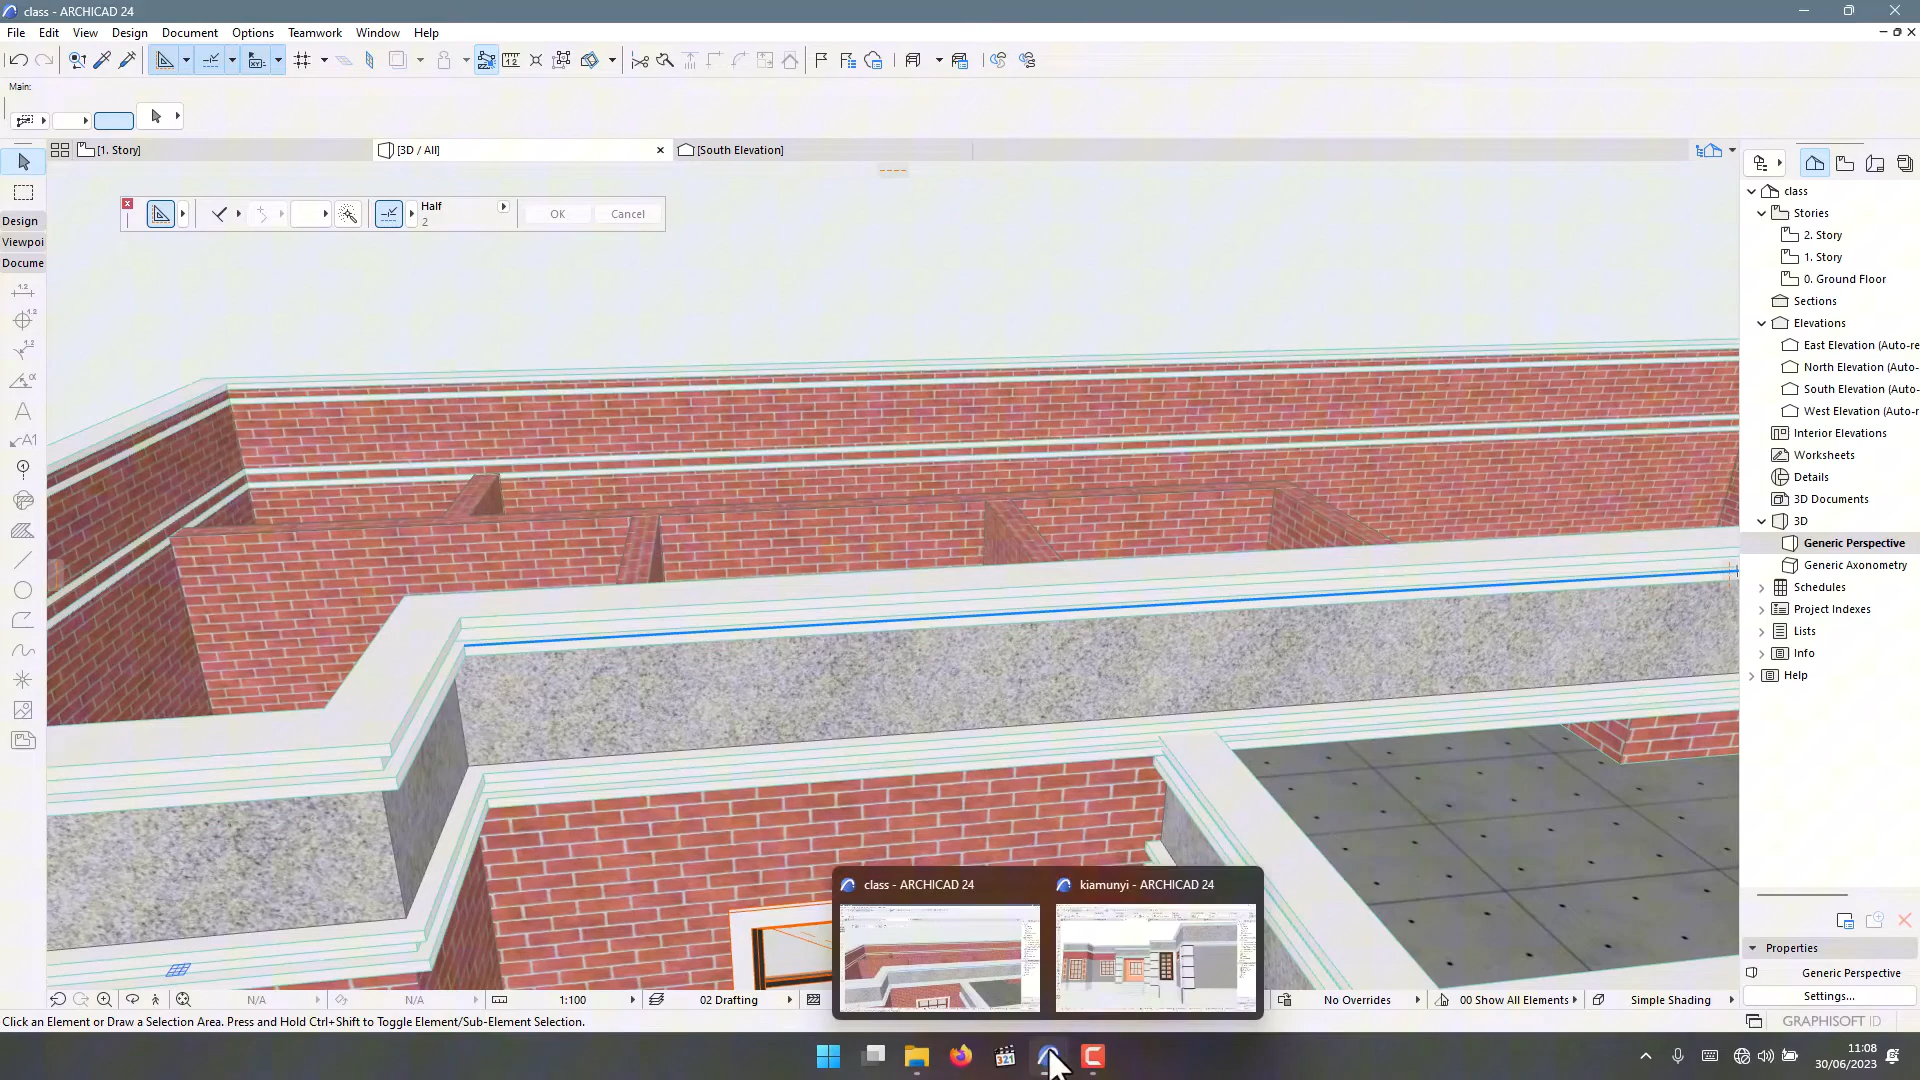 class - ARCHICAD 24
File Edit View Design Document Options Teamwork Window Help
Main:
[1. Story]
[3D / All]
[South Elevation]
Half
2
OK
Cancel
Design
Viewpoi
Docume
class
Stories
2. Story
1. Story
0. Ground Floor
Sections
Elevations
East Elevation (Auto-re
North Elevation (Auto-
South Elevation (Auto-
West Elevation (Auto-r
Interior Elevations
Worksheets
Details
3D Documents
3D
Generic Perspective
Generic Axonometry
Schedules
Project Indexes
Lists
Info
Help
Properties
Generic Perspective
Settings...
GRAPHISOFT ID
class - ARCHICAD 24
kiamunyi - ARCHICAD 24
N/A
N/A
1:100
02 Drafting
No Overrides
00 Show All Elements
Simple Shading
Click an Element or Draw a Selection Area. Press and Hold Ctrl+Shift to Toggle Element/Sub-Element Selection.
11:08
30/06/2023